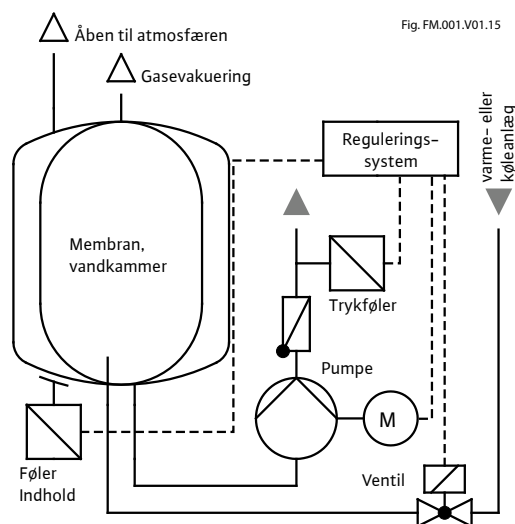 Fig. FM.001.V01.15
Åben til atmosfæren
Gasevakuering
varme- eller
køleanlæg
Regulerings-
system
Membran,
vandkammer
Trykføler
Pumpe
M
Føler
Indhold
Ventil